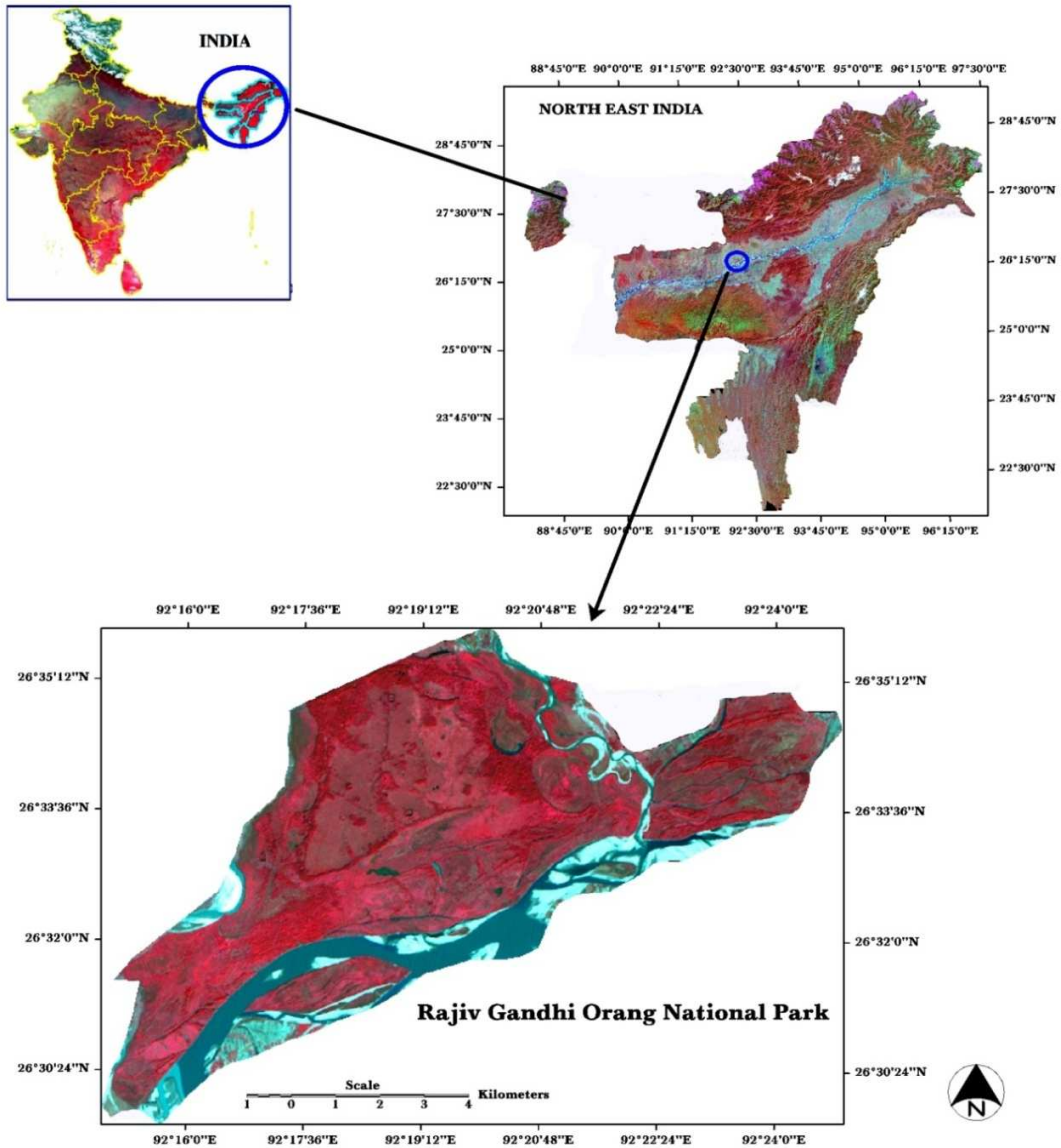 INDIA
88°45'0"E 90°0'0"E 91°15'0"E 92°30'0"E 93°45'0"E 95°0'0"E 96°15'0"E 97°30'0"E
NORTH EAST INDIA
28°45'0"N
28°45'0"N
27°30'0"N
27°30'0"N
26°15'0"N
26°15'0"N
25°0'0"N
25°0'0"N
23°45'0"N
23°45'0"N
22°30'0"N
22°30'0"N
88°45'0"E 90°0'0"E 91°15'0"E 92°30'0"E 93°45'0"E 95°0'0"E 96°15'0"E
92°16'0"E 92°17'36"E 92°19'12"E 92°20'48"E 92°22'24"E 92°24'0"E
26°35'12"N
26°35'12"N
26°33'36"N
26°33'36"N
26°32'0"N
26°32'0"N
Rajiv Gandhi Orang National Park
26°30'24"N
26°30'24"N
Scale
Kilometers
1 0 1 2 3 4
N
92°16'0"E 92°17'36"E 92°19'12"E 92°20'48"E 92°22'24"E 92°24'0"E